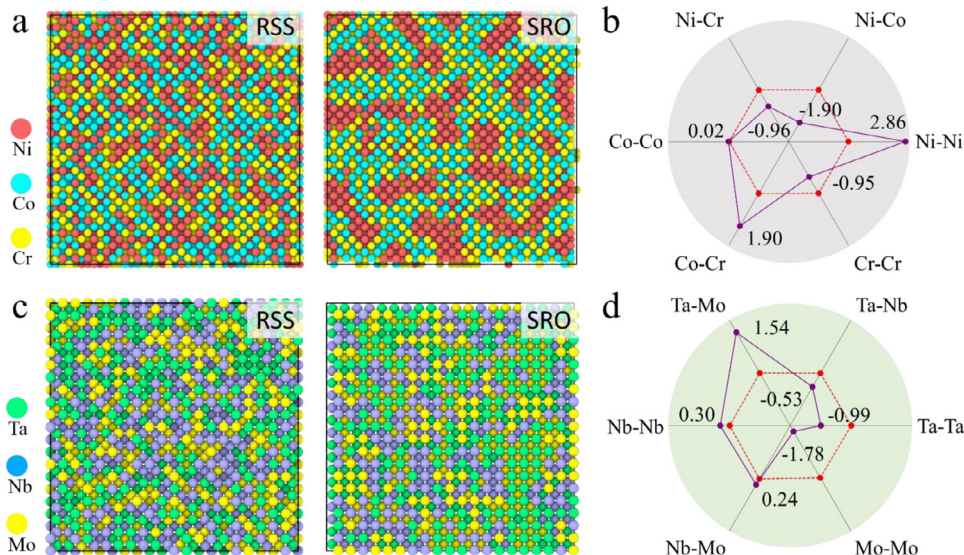 a
RSS
SRO
Ni
Co
Cr
b
Ni-Cr
Ni-Co
-1.90
2.86
0.02
-0.96
Co-Co
Ni-Ni
-0.95
1.90
Co-Cr
Cr-Cr
c
RSS
SRO
Ta
Nb
Mo
d
Ta-Mo
Ta-Nb
1.54
-0.53
0.30
-0.99
Nb-Nb
Ta-Ta
-1.78
0.24
Nb-Mo
Mo-Mo